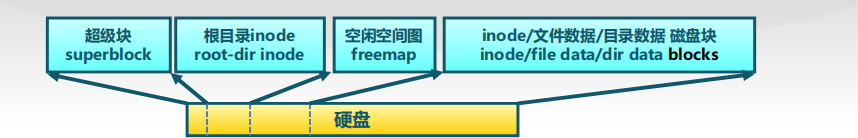 超级块
superblock
根目录inode
root-dir inode
空闲空间图
freemap
inode/文件数据/目录数据 磁盘块
inode/file data/dir data blocks
硬盘